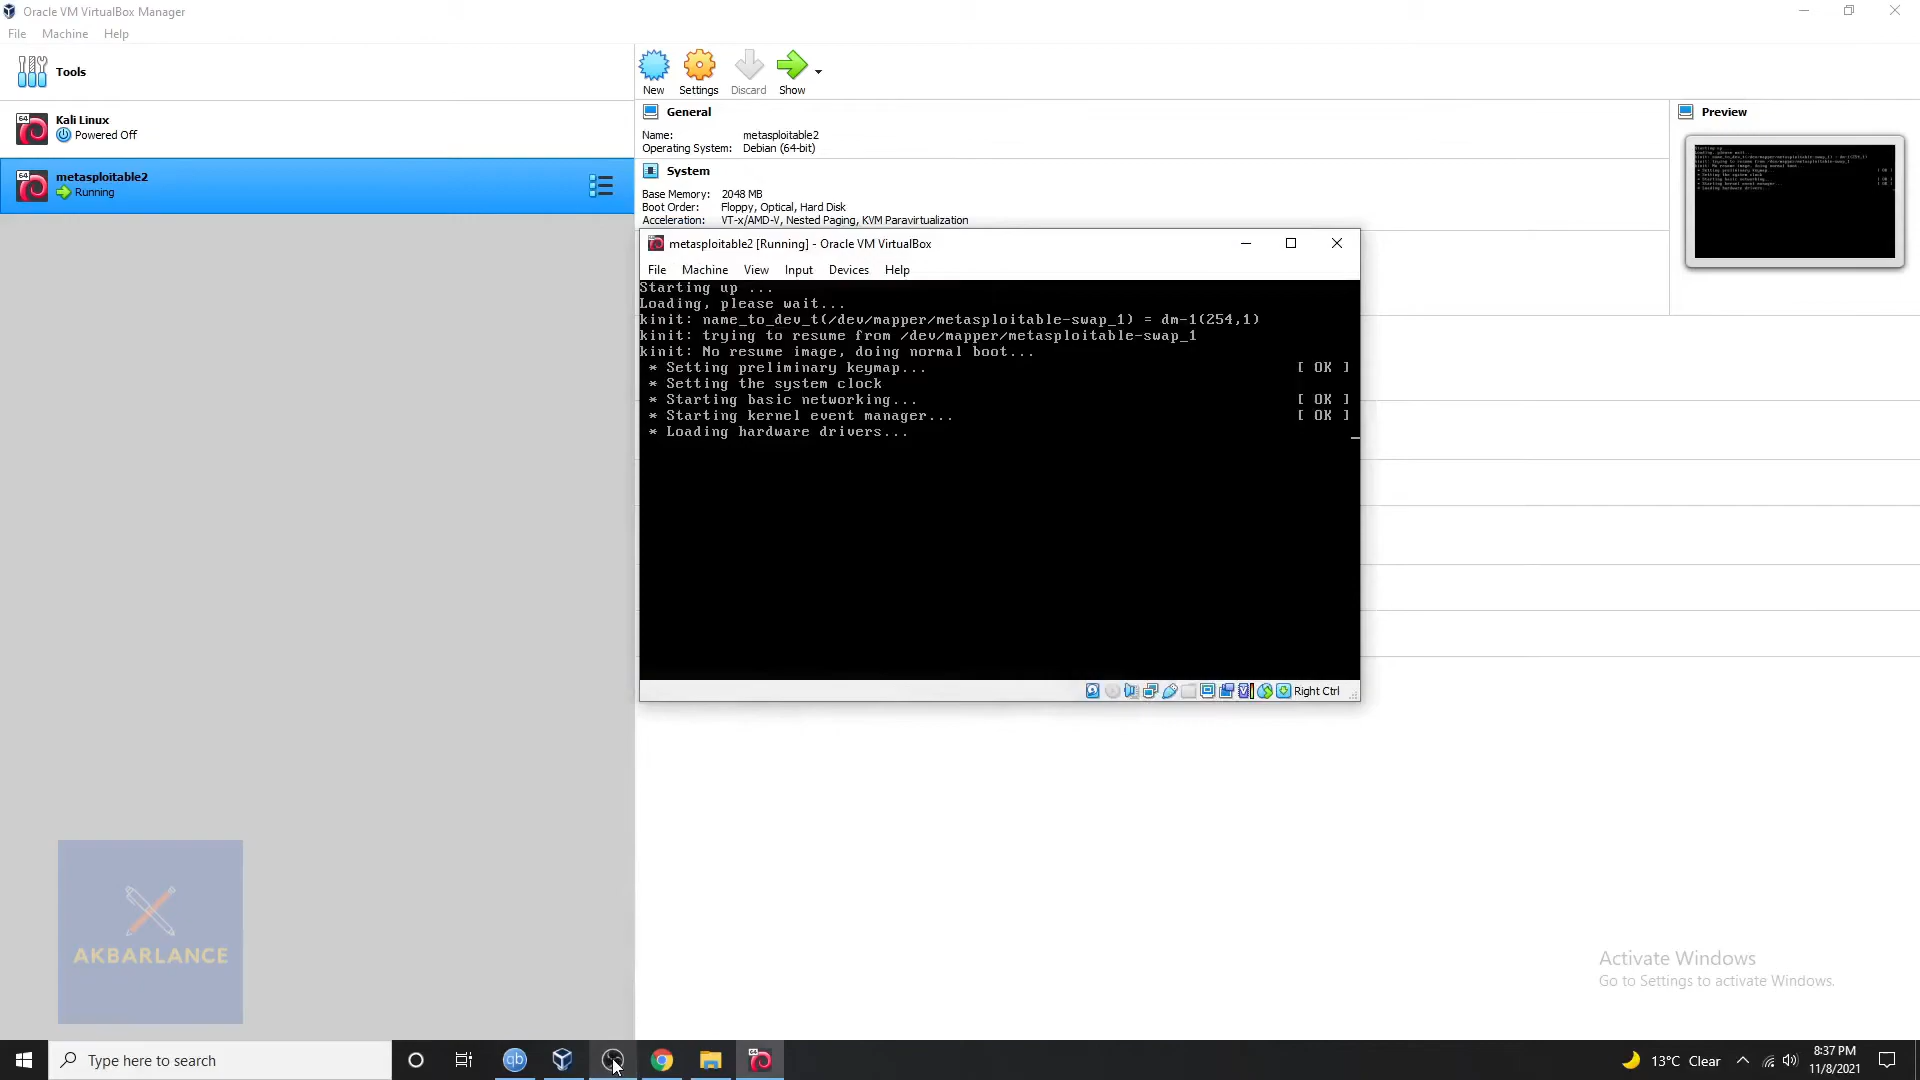 Oracle VM VirtualBox Manager
File Machine Help
Tools
New Settings Discard Show
64
Kali Linux
Powered Off
64
metasploitable2
Running
General
Name: metasploitable2
Operating System: Debian (64-bit)
System
Base Memory: 2048 MB
Boot Order: Floppy, Optical, Hard Disk
Acceleration: VT-x/AMD-V, Nested Paging, KVM Paravirtualization
Preview
metasploitable2 [Running] - Oracle VM VirtualBox
File Machine View Input Devices Help
Starting up ...
Loading, please wait...
kinit: name_to_dev_t(/dev/mapper/metasploitable-swap_1) = dm-1(254,1)
kinit: trying to resume from /dev/mapper/metasploitable-swap_1
kinit: No resume image, doing normal boot...
* Setting preliminary keymap... [ OK ]
* Setting the system clock
* Starting basic networking... [ OK ]
* Starting kernel event manager... [ OK ]
* Loading hardware drivers...
Right Ctrl
AKBARLANCE
Activate Windows
Go to Settings to activate Windows.
Type here to search
qb
64
13°C Clear
8:37 PM
11/8/2021